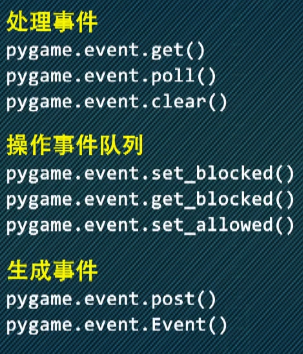 处理事件
pygame.event.get()
pygame.event.poll()
pygame.event.clear()
操作事件队列
pygame.event.set_blocked()
pygame.event.get_blocked()
pygame.event.set_allowed()
生成事件
pygame.event.post()
pygame.event.Event()